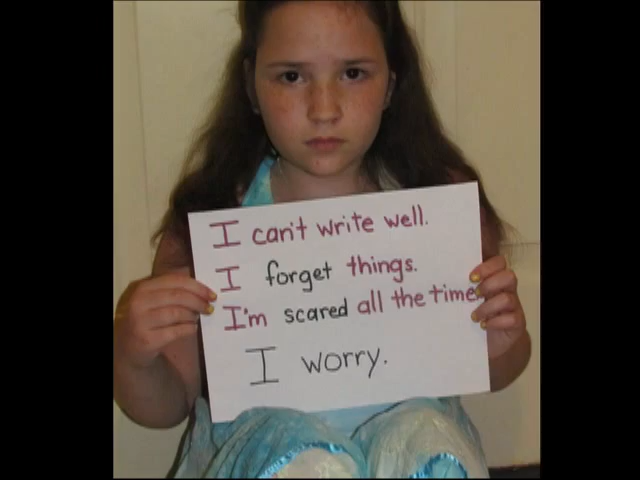 I can't write well.
I forget things.
I'm scared all the time
I worry.